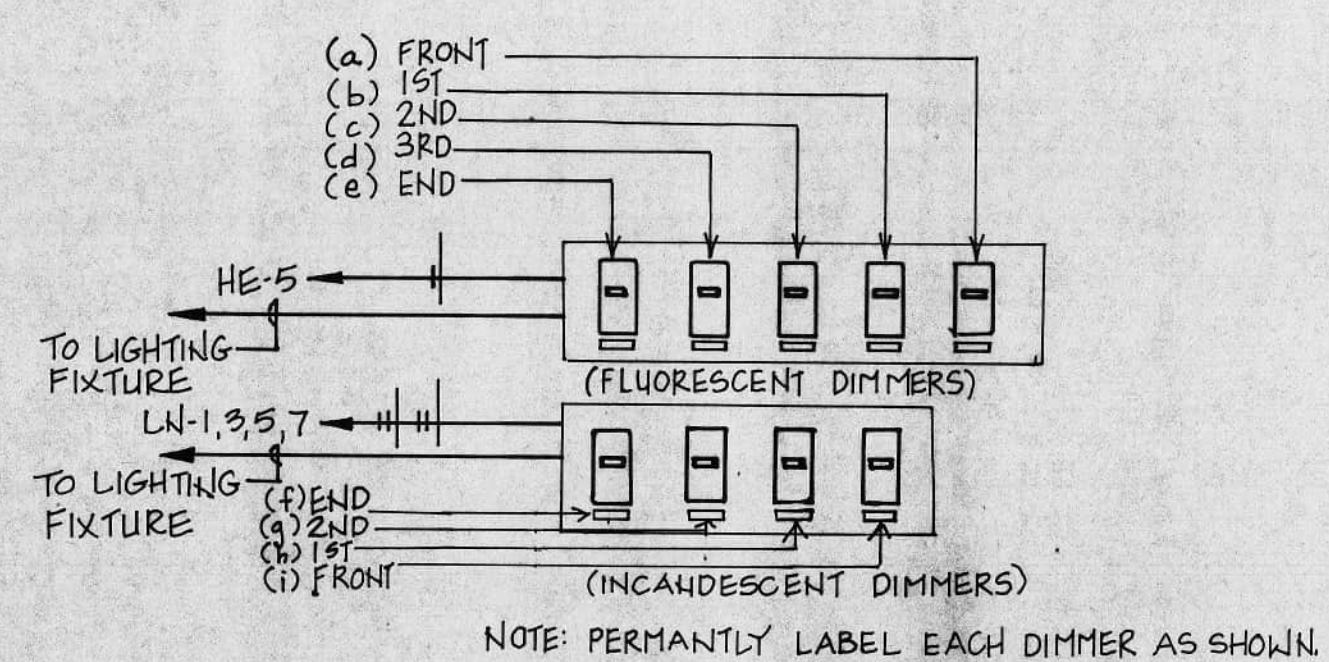 (a) FRONT
(b) 1ST
(c) 2ND
(d) 3RD
(e) END
HE-5
TO LIGHTING
FIXTURE
(FLUORESCENT DIMMERS)
LN-1,3,5,7
TO LIGHTING
FIXTURE
(f) END
(g) 2ND
(h) 1ST
(i) FRONT
(INCANDESCENT DIMMERS)
NOTE: PERMANTLY LABEL EACH DIMMER AS SHOWN.